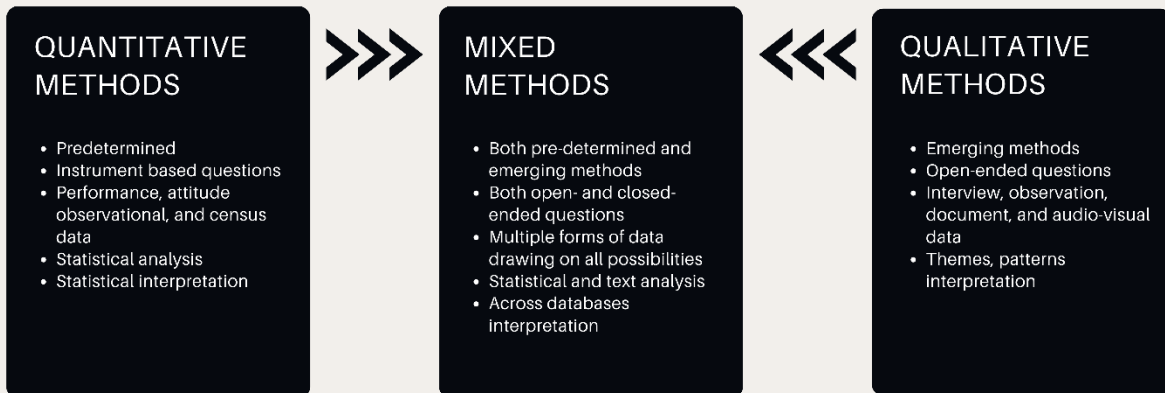 QUANTITATIVE
METHODS
• Predetermined
• Instrument based questions
• Performance, attitude
observational, and census
data
• Statistical analysis
• Statistical interpretation
MIXED
METHODS
• Both pre-determined and
emerging methods
• Both open- and closed-
ended questions
• Multiple forms of data
drawing on all possibilities
• Statistical and text analysis
• Across databases
interpretation
QUALITATIVE
METHODS
• Emerging methods
• Open-ended questions
• Interview, observation,
document, and audio-visual
data
• Themes, patterns
interpretation